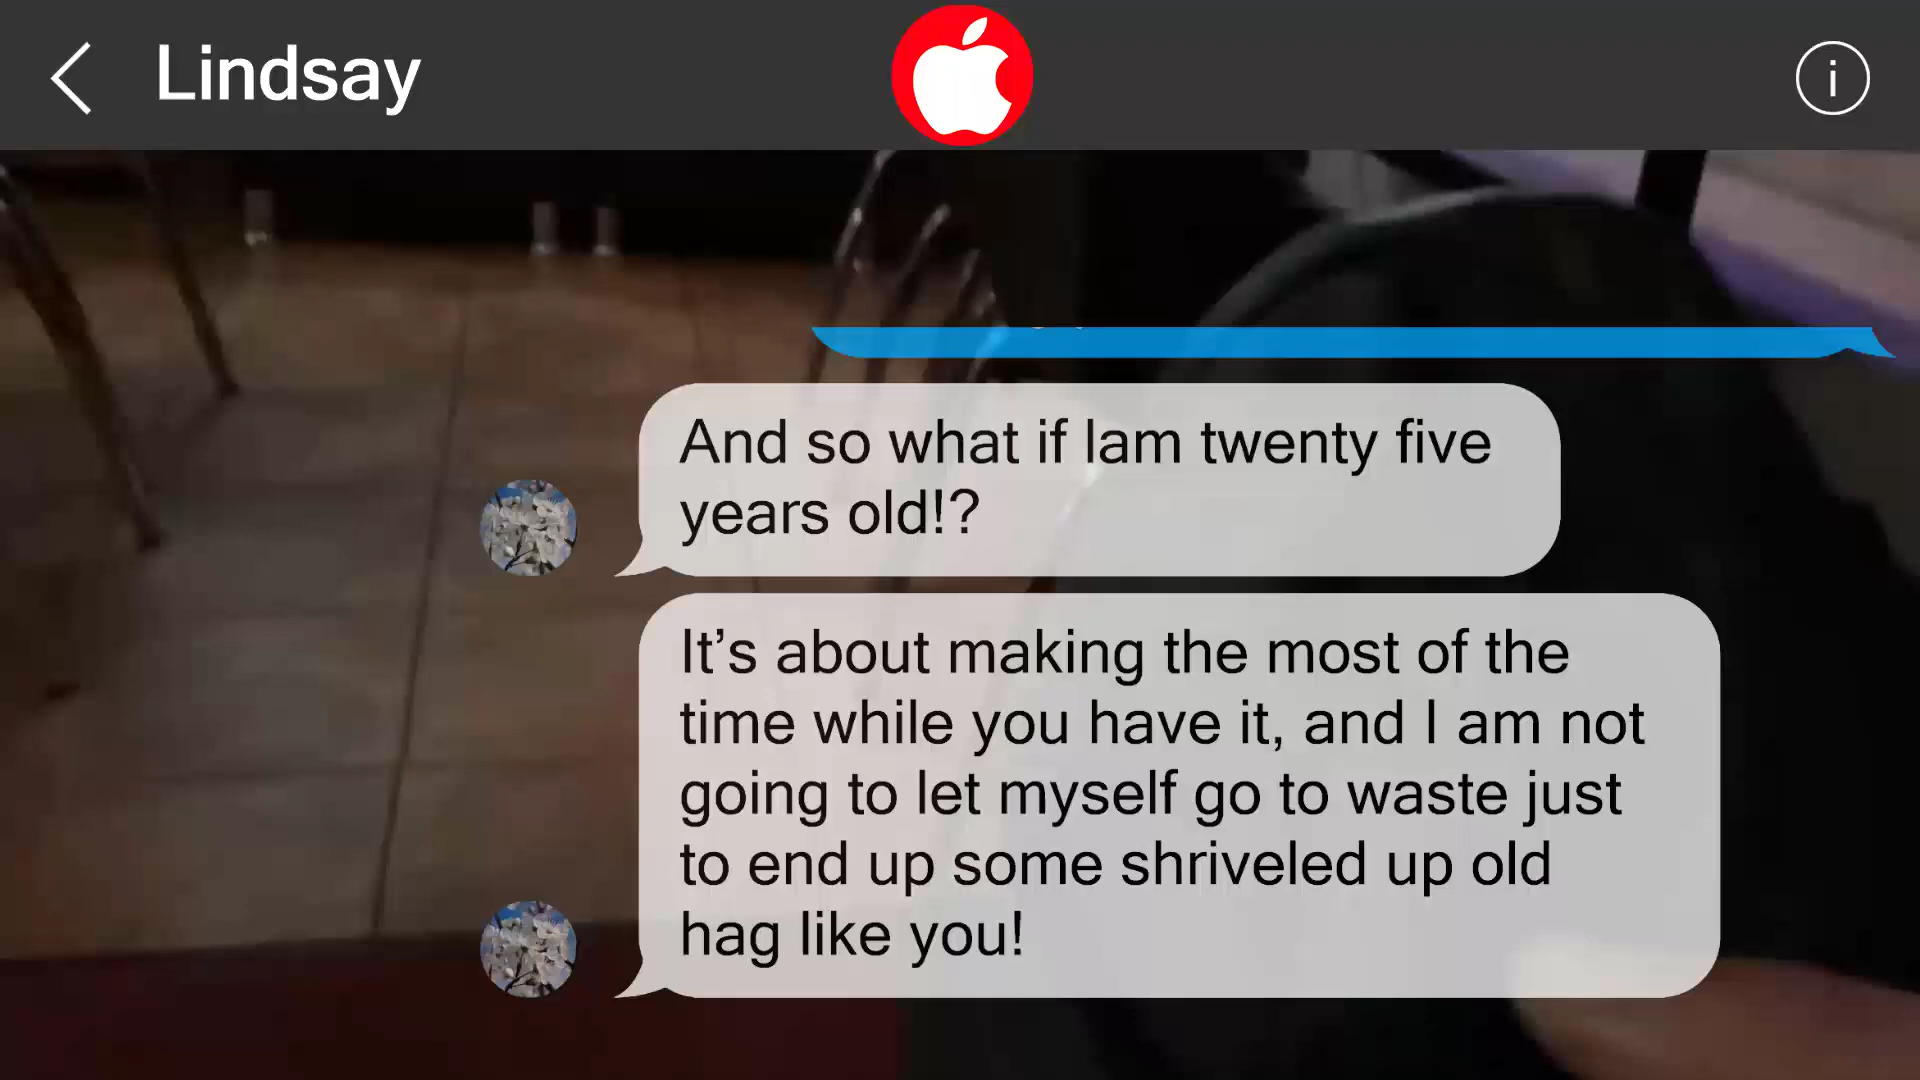 Lindsay
i
And so what if Iam twenty five
years old!?
It’s about making the most of the
time while you have it, and I am not
going to let myself go to waste just
to end up some shriveled up old
hag like you!